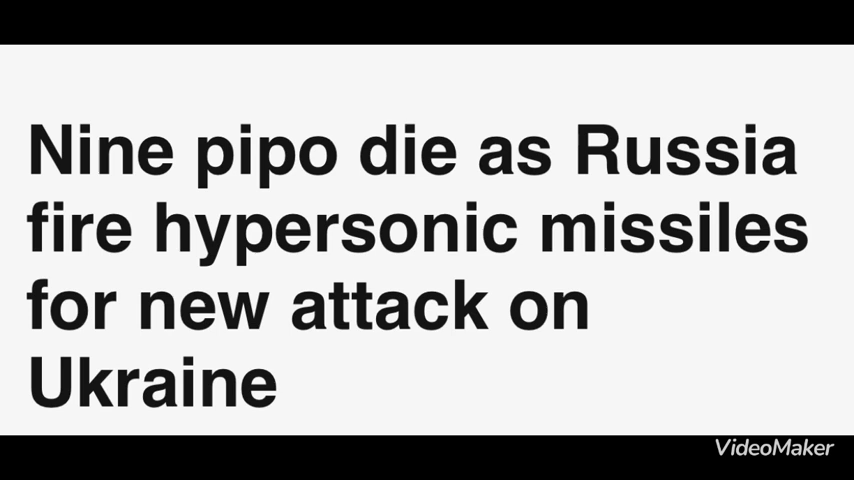 Nine pipo die as Russia
fire hypersonic missiles
for new attack on
Ukraine
VideoMaker